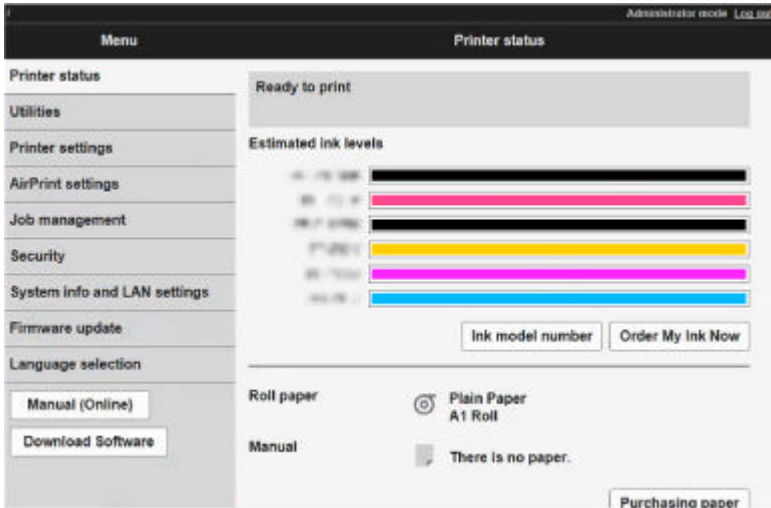 Administrator mode Log out
Menu
Printer status
Printer status
Utilities
Printer settings
AirPrint settings
Job management
Security
System info and LAN settings
Firmware update
Language selection
Manual (Online)
Download Software
Ready to print
Estimated ink levels
Ink model number
Order My Ink Now
Roll paper
Plain Paper
A1 Roll
Manual
There is no paper.
Purchasing paper